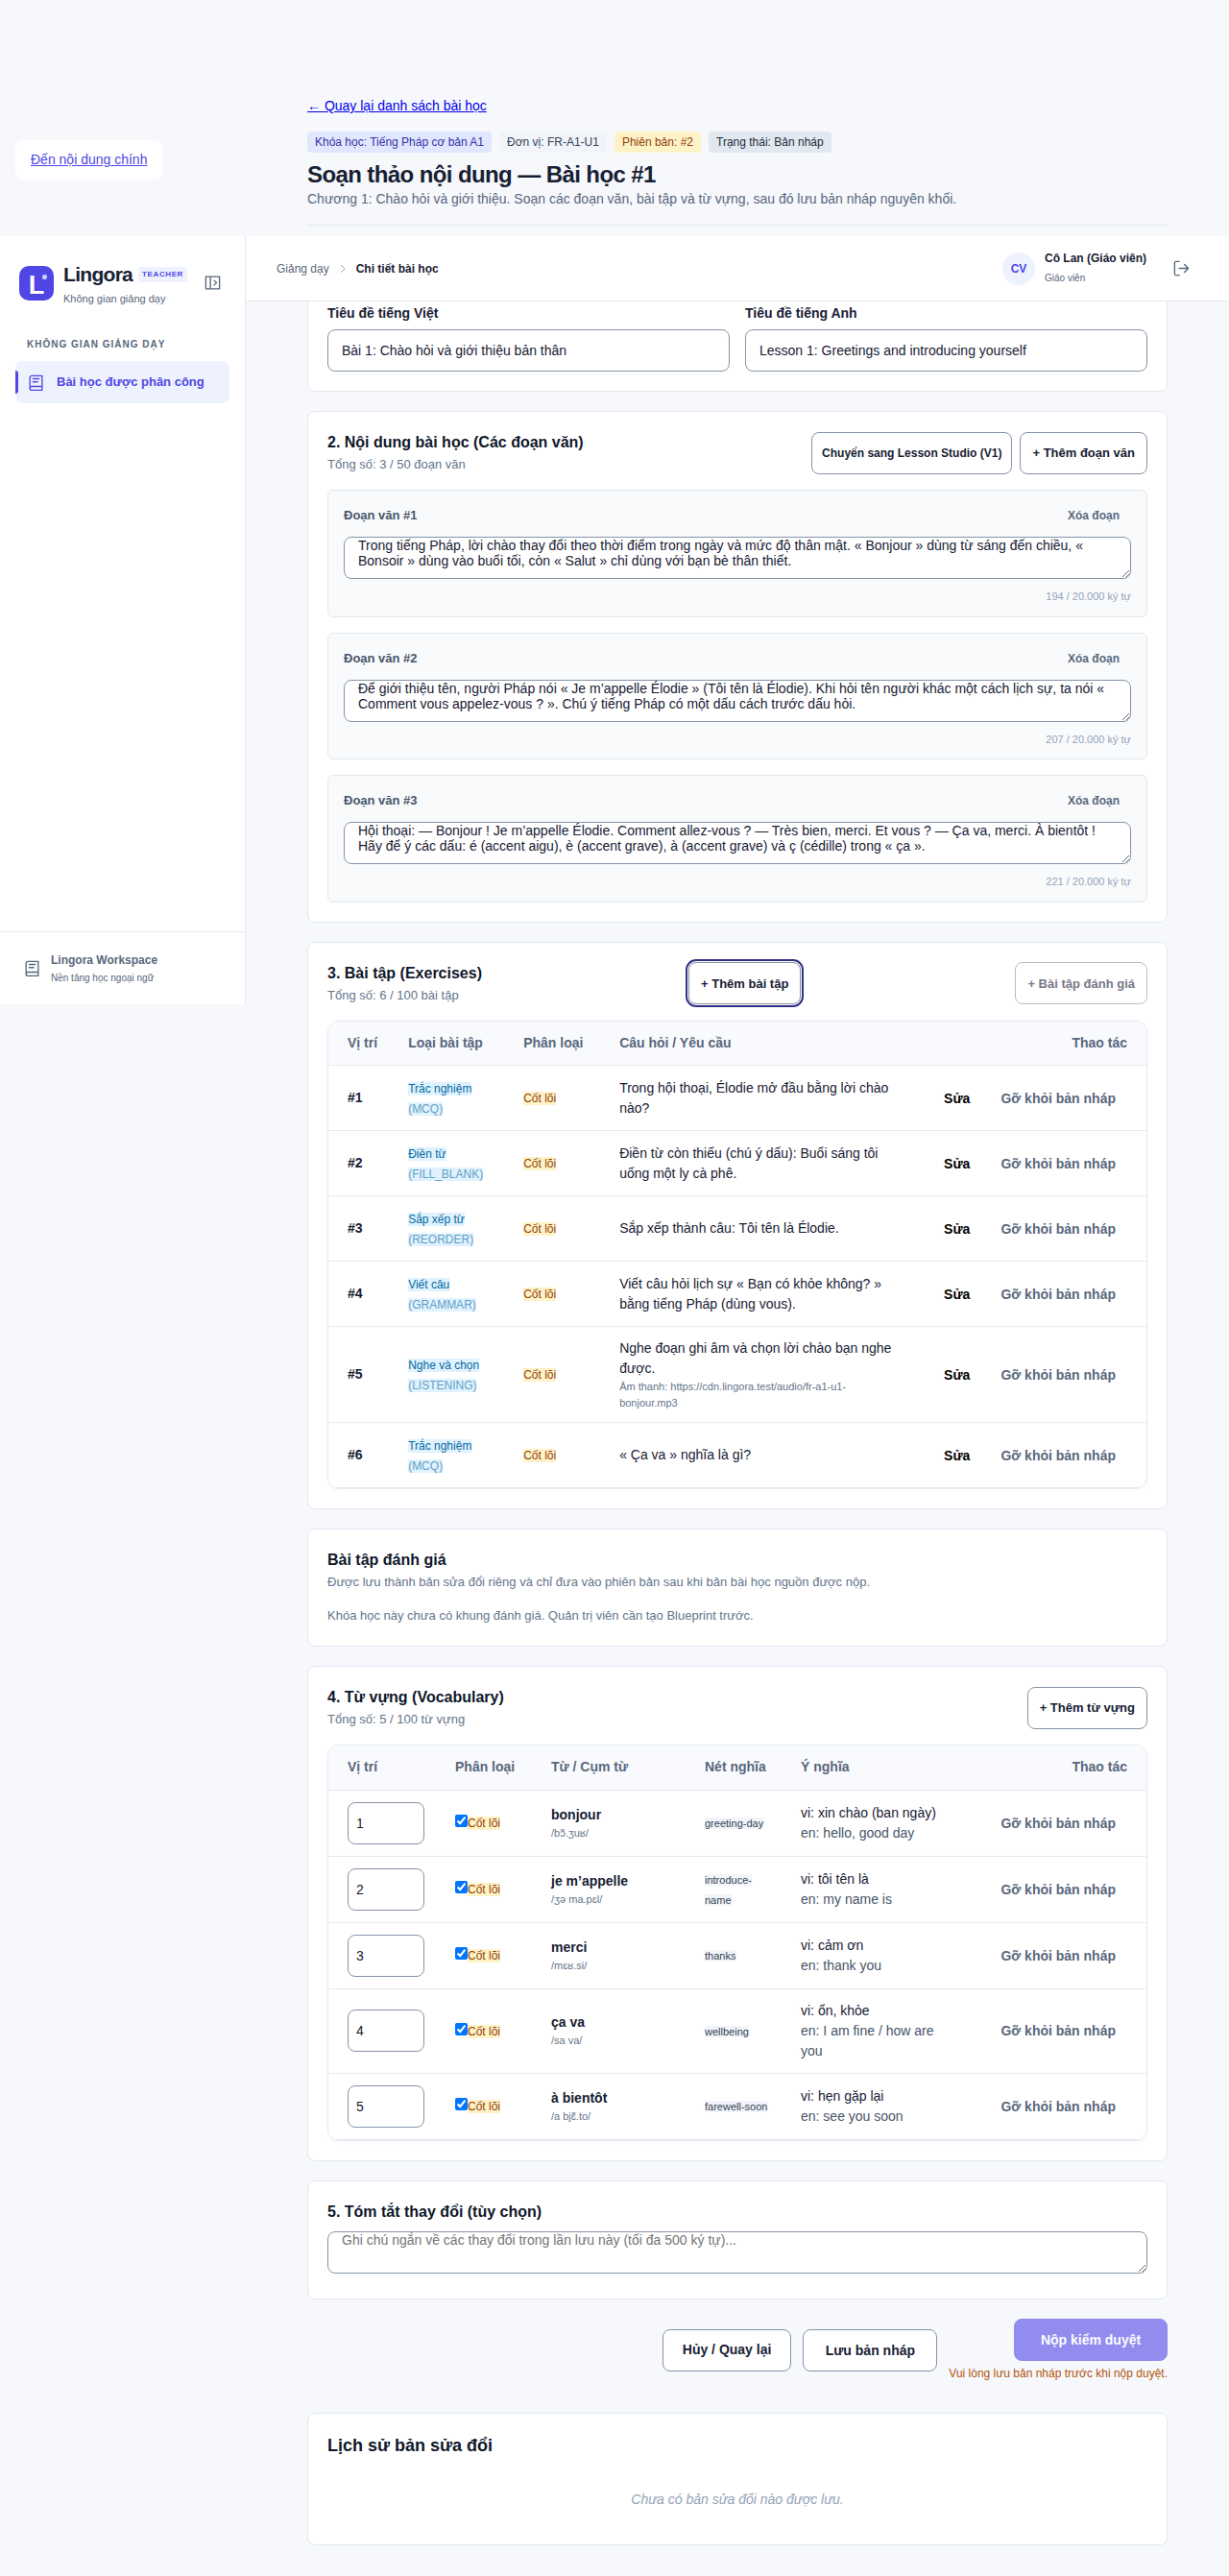 ← Quay lại danh sách bài học
Đến nội dung chính
Khóa học: Tiếng Pháp cơ bản A1
Đơn vị: FR-A1-U1
Phiên bản: #2
Trạng thái: Bản nháp
Soạn thảo nội dung — Bài học #1
Chương 1: Chào hỏi và giới thiệu. Soạn các đoạn văn, bài tập và từ vựng, sau đó lưu bản nháp nguyên khối.
L
Lingora TEACHER
Không gian giảng dạy
KHÔNG GIAN GIẢNG DẠY
Bài học được phân công
Lingora Workspace
Nền tảng học ngoại ngữ
Giảng dạy
Chi tiết bài học
CV
Cô Lan (Giáo viên)
Giáo viên
Tiêu đề tiếng Việt
Tiêu đề tiếng Anh
Bài 1: Chào hỏi và giới thiệu bản thân
Lesson 1: Greetings and introducing yourself
2. Nội dung bài học (Các đoạn văn)
Tổng số: 3 / 50 đoạn văn
Chuyển sang Lesson Studio (V1)
+ Thêm đoạn văn
Đoạn văn #1
Xóa đoạn
Trong tiếng Pháp, lời chào thay đổi theo thời điểm trong ngày và mức độ thân mật. « Bonjour » dùng từ sáng đến chiều, «
Bonsoir » dùng vào buổi tối, còn « Salut » chỉ dùng với bạn bè thân thiết.
194 / 20.000 ký tự
Đoạn văn #2
Xóa đoạn
Để giới thiệu tên, người Pháp nói « Je m’appelle Élodie » (Tôi tên là Élodie). Khi hỏi tên người khác một cách lịch sự, ta nói «
Comment vous appelez-vous ? ». Chú ý tiếng Pháp có một dấu cách trước dấu hỏi.
207 / 20.000 ký tự
Đoạn văn #3
Xóa đoạn
Hội thoại: — Bonjour ! Je m’appelle Élodie. Comment allez-vous ? — Très bien, merci. Et vous ? — Ça va, merci. À bientôt !
Hãy để ý các dấu: é (accent aigu), è (accent grave), à (accent grave) và ç (cédille) trong « ça ».
221 / 20.000 ký tự
3. Bài tập (Exercises)
Tổng số: 6 / 100 bài tập
+ Thêm bài tập
+ Bài tập đánh giá
Vị trí
Loại bài tập
Phân loại
Câu hỏi / Yêu cầu
Thao tác
#1
Trắc nghiệm
(MCQ)
Cốt lõi
Trong hội thoại, Élodie mở đầu bằng lời chào
nào?
Sửa
Gỡ khỏi bản nháp
#2
Điền từ
(FILL_BLANK)
Cốt lõi
Điền từ còn thiếu (chú ý dấu): Buổi sáng tôi
uống một ly cà phê.
Sửa
Gỡ khỏi bản nháp
#3
Sắp xếp từ
(REORDER)
Cốt lõi
Sắp xếp thành câu: Tôi tên là Élodie.
Sửa
Gỡ khỏi bản nháp
#4
Viết câu
(GRAMMAR)
Cốt lõi
Viết câu hỏi lịch sự « Bạn có khỏe không? »
bằng tiếng Pháp (dùng vous).
Sửa
Gỡ khỏi bản nháp
#5
Nghe và chọn
(LISTENING)
Cốt lõi
Nghe đoạn ghi âm và chọn lời chào bạn nghe
được.
Âm thanh: https://cdn.lingora.test/audio/fr-a1-u1-
bonjour.mp3
Sửa
Gỡ khỏi bản nháp
#6
Trắc nghiệm
(MCQ)
Cốt lõi
« Ça va » nghĩa là gì?
Sửa
Gỡ khỏi bản nháp
Bài tập đánh giá
Được lưu thành bản sửa đổi riêng và chỉ đưa vào phiên bản sau khi bản bài học nguồn được nộp.
Khóa học này chưa có khung đánh giá. Quản trị viên cần tạo Blueprint trước.
4. Từ vựng (Vocabulary)
Tổng số: 5 / 100 từ vựng
+ Thêm từ vựng
Vị trí
Phân loại
Từ / Cụm từ
Nét nghĩa
Ý nghĩa
Thao tác
1
Cốt lõi
bonjour
/bɔ̃.ʒuʁ/
greeting-day
vi: xin chào (ban ngày)
en: hello, good day
Gỡ khỏi bản nháp
2
Cốt lõi
je m’appelle
/ʒə ma.pɛl/
introduce-
name
vi: tôi tên là
en: my name is
Gỡ khỏi bản nháp
3
Cốt lõi
merci
/mɛʁ.si/
thanks
vi: cảm ơn
en: thank you
Gỡ khỏi bản nháp
4
Cốt lõi
ça va
/sa va/
wellbeing
vi: ổn, khỏe
en: I am fine / how are
you
Gỡ khỏi bản nháp
5
Cốt lõi
à bientôt
/a bjɛ̃.to/
farewell-soon
vi: hẹn gặp lại
en: see you soon
Gỡ khỏi bản nháp
5. Tóm tắt thay đổi (tùy chọn)
Ghi chú ngắn về các thay đổi trong lần lưu này (tối đa 500 ký tự)...
Hủy / Quay lại
Lưu bản nháp
Nộp kiểm duyệt
Vui lòng lưu bản nháp trước khi nộp duyệt.
Lịch sử bản sửa đổi
Chưa có bản sửa đổi nào được lưu.